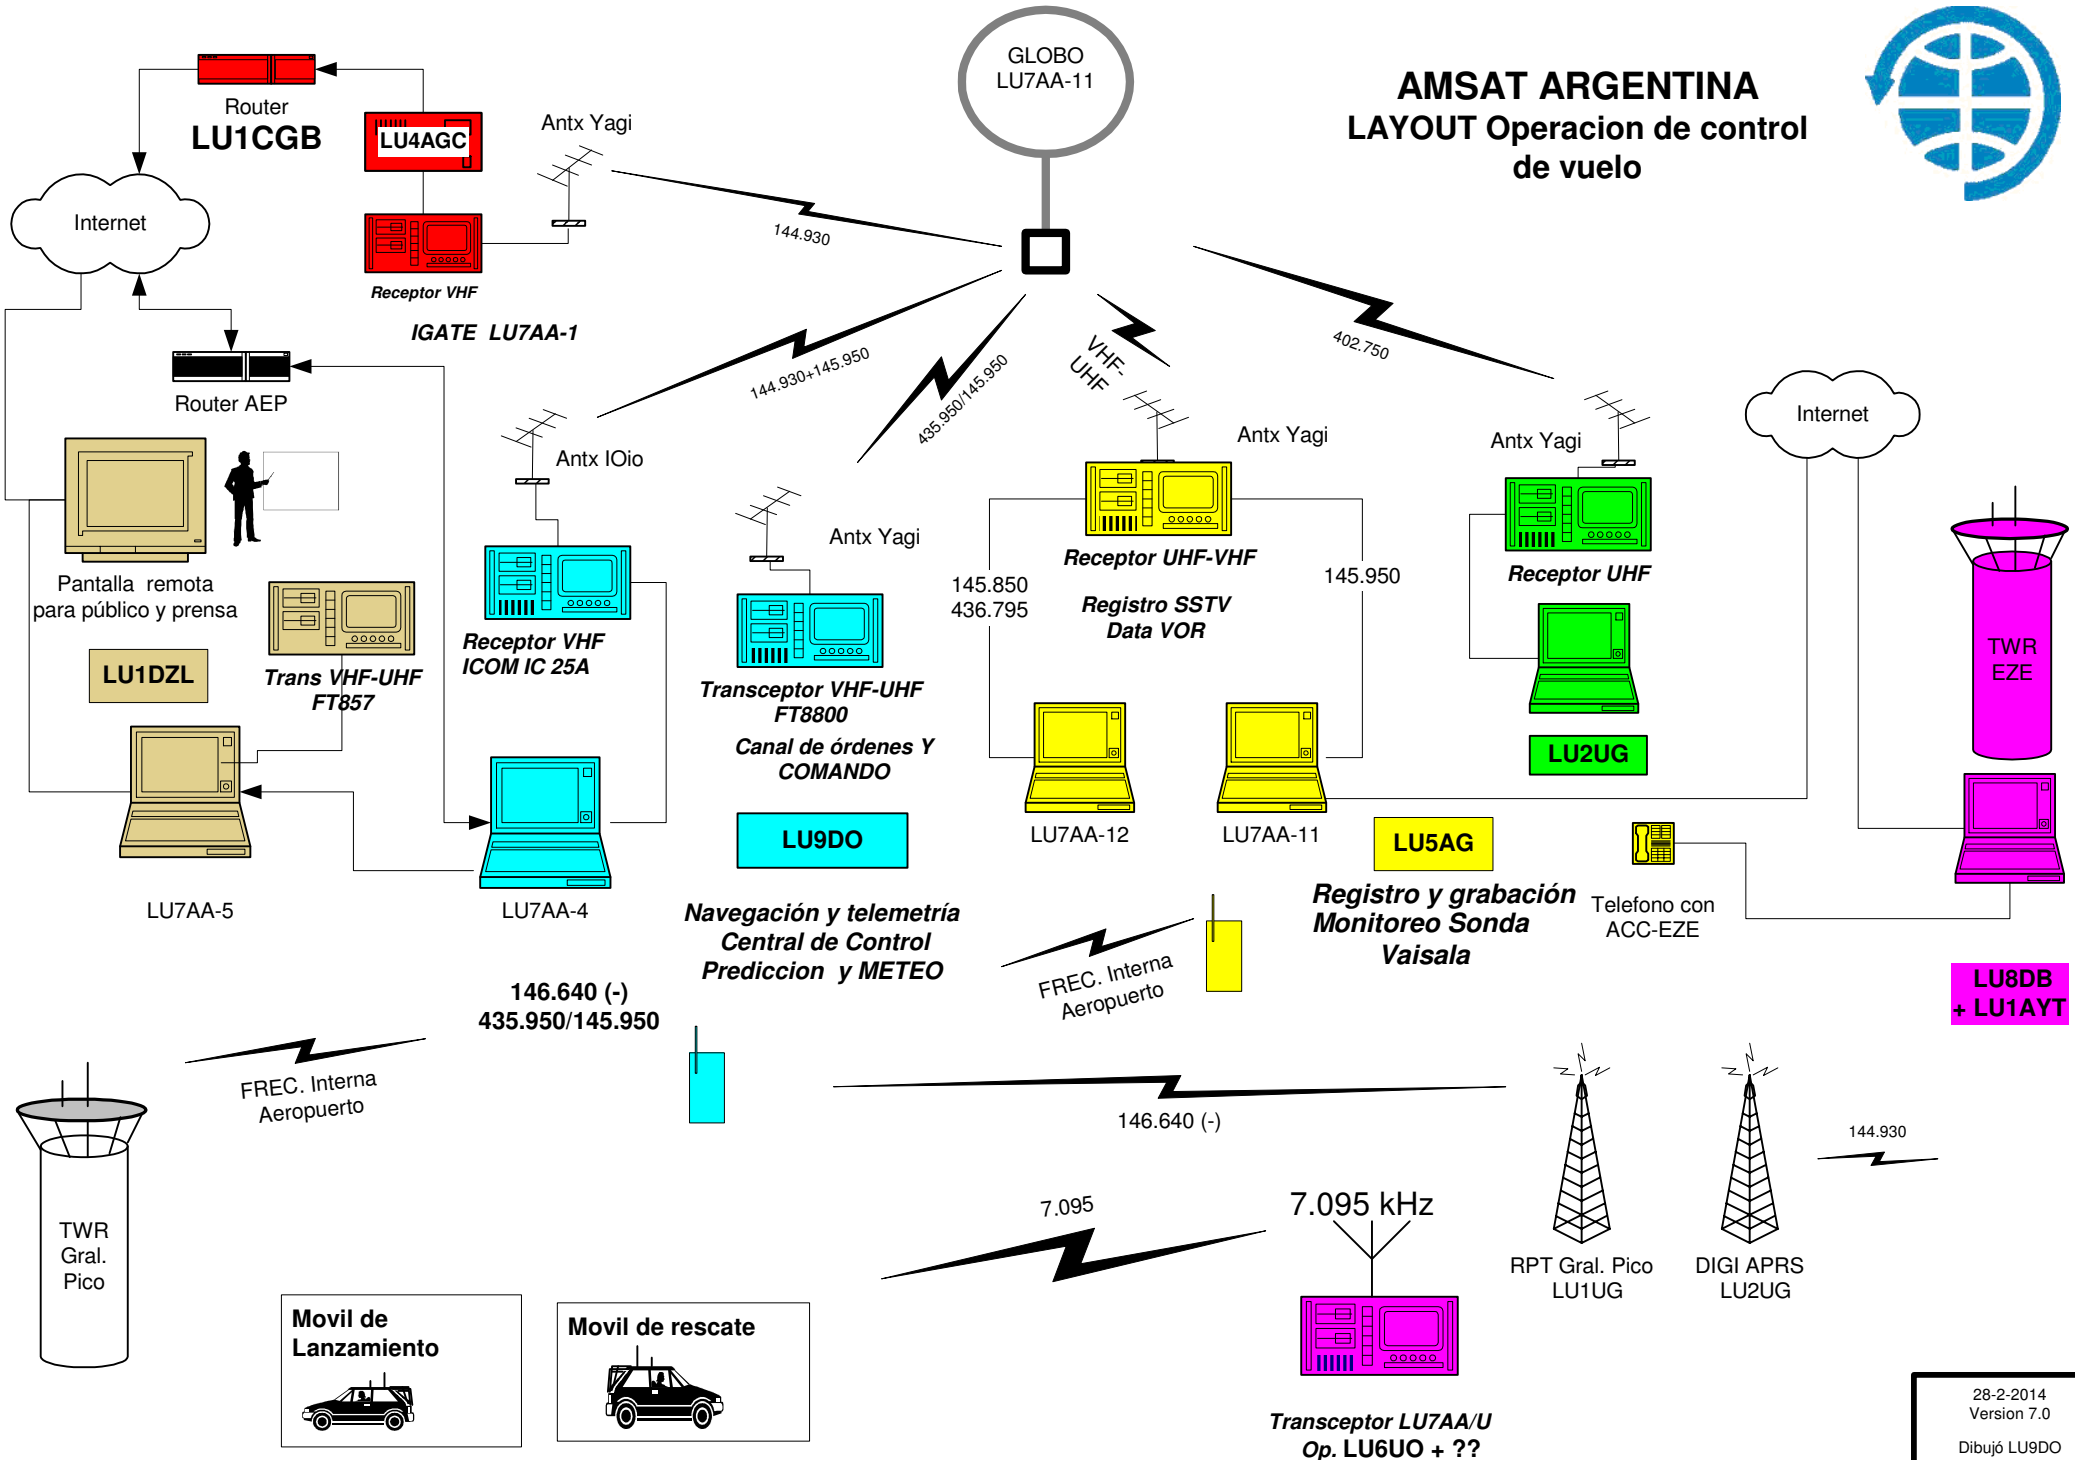 GLOBO
LU7AA-11
AMSAT ARGENTINA
LAYOUT Operacion de control
de vuelo
Router
LU1CGB
LU4AGC
Antx Yagi
Internet
144.930
Receptor VHF
IGATE  LU7AA-1
144.930+145.950
435.950/145.950
VHF-
UHF
402.750
Router AEP
Antx IOio
Antx Yagi
Antx Yagi
Antx Yagi
Internet
Pantalla  remota
para público y prensa
LU1DZL
Trans VHF-UHF
FT857
Receptor VHF
ICOM IC 25A
Transceptor VHF-UHF
FT8800
Canal de órdenes Y
COMANDO
145.850
436.795
Receptor UHF-VHF
Registro SSTV
Data VOR
145.950
Receptor UHF
LU2UG
TWR
EZE
LU7AA-5
LU7AA-4
LU9DO
LU7AA-12
LU7AA-11
LU5AG
Navegación y telemetría
Central de Control
Prediccion  y METEO
Registro y grabación
Monitoreo Sonda
Vaisala
Telefono con
ACC-EZE
LU8DB
+ LU1AYT
146.640 (-)
435.950/145.950
FREC. Interna
Aeropuerto
FREC. Interna
Aeropuerto
146.640 (-)
144.930
TWR
Gral.
Pico
7.095
7.095 kHz
RPT Gral. Pico
LU1UG
DIGI APRS
LU2UG
Movil de
Lanzamiento
Movil de rescate
Transceptor LU7AA/U
Op. LU6UO + ??
28-2-2014
Version 7.0
Dibujó LU9DO